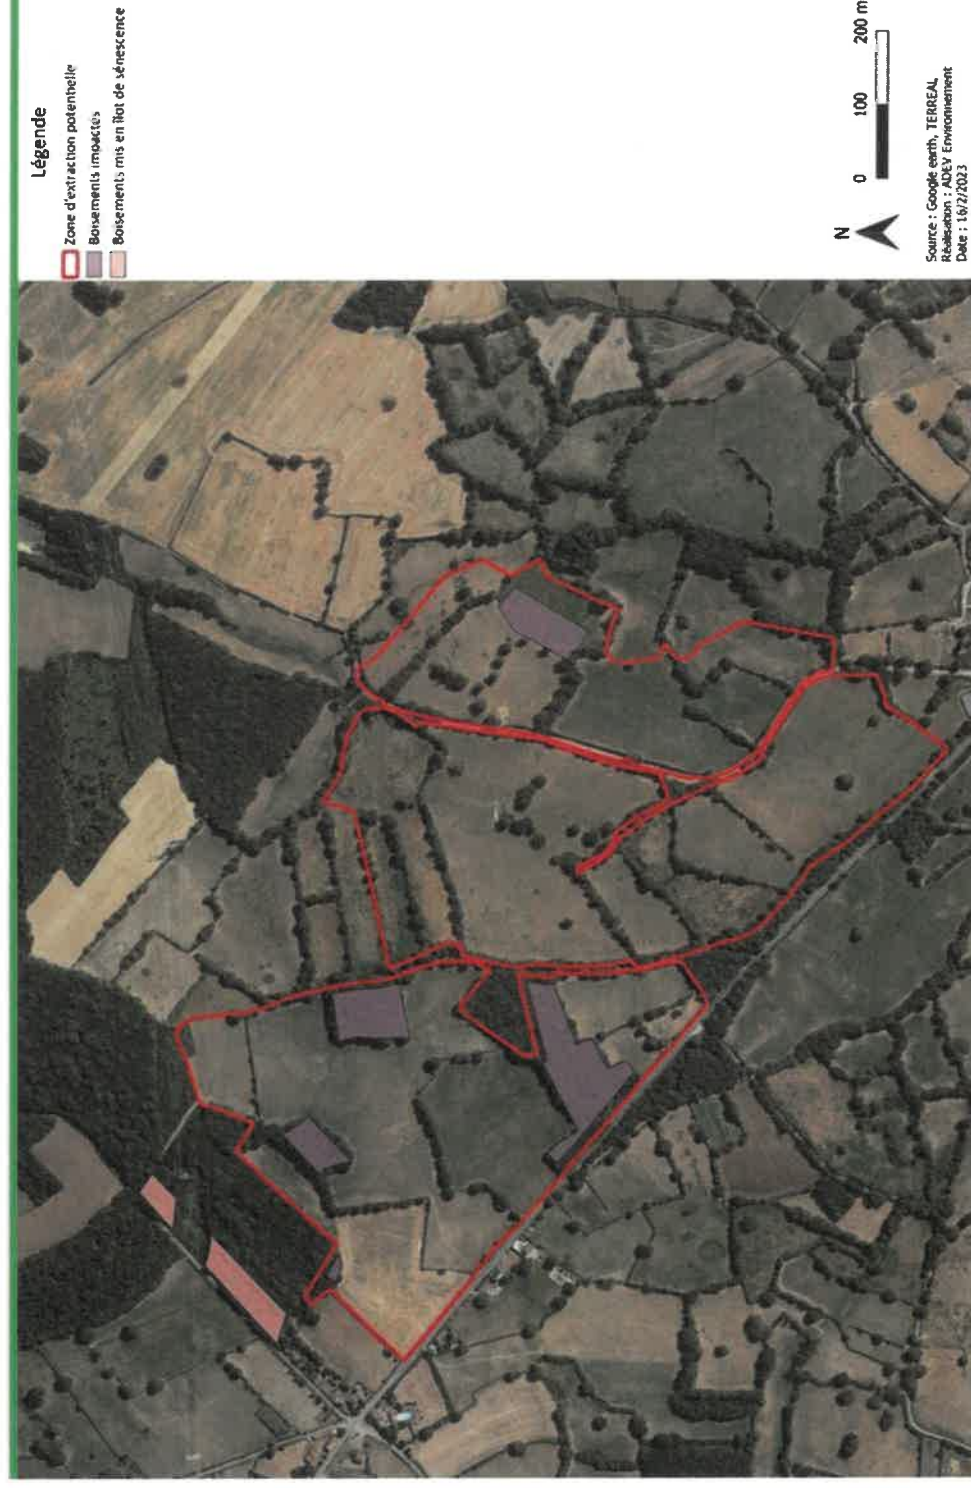 Légende
Zone d'extraction potentielle
Boisements impactés
Boisements mis en îlot de sénescence
N
0 100 200 m
Source : Google earth, TERREAL
Réalisation : ADEV Environnement
Date : 16/2/2023